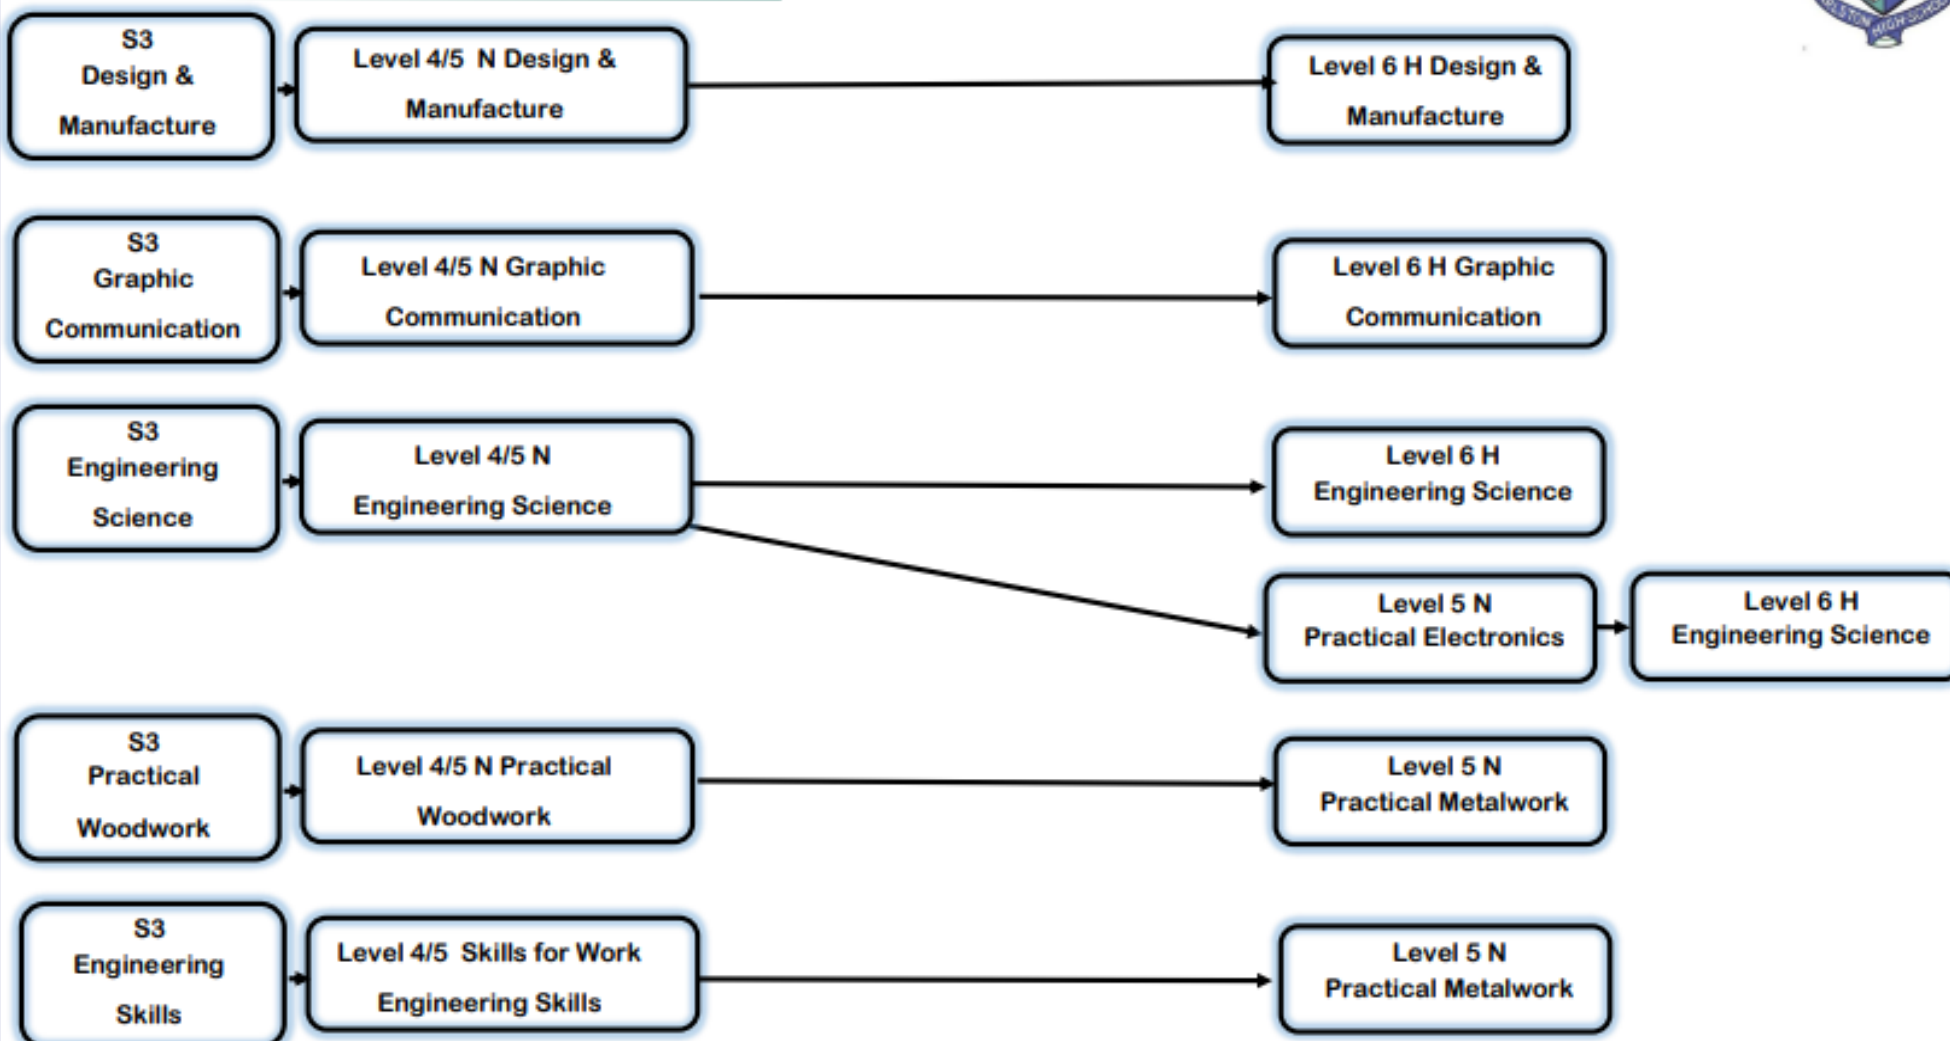 HIGH SCHOOL
S3
Design &
Manufacture
Level 4/5 N Design &
Manufacture
Level 6 H Design &
Manufacture
S3
Graphic
Communication
Level 4/5 N Graphic
Communication
Level 6 H Graphic
Communication
S3
Engineering
Science
Level 4/5 N
Engineering Science
Level 6 H
Engineering Science
Level 5 N
Practical Electronics
Level 6 H
Engineering Science
S3
Practical
Woodwork
Level 4/5 N Practical
Woodwork
Level 5 N
Practical Metalwork
S3
Engineering
Skills
Level 4/5 Skills for Work
Engineering Skills
Level 5 N
Practical Metalwork